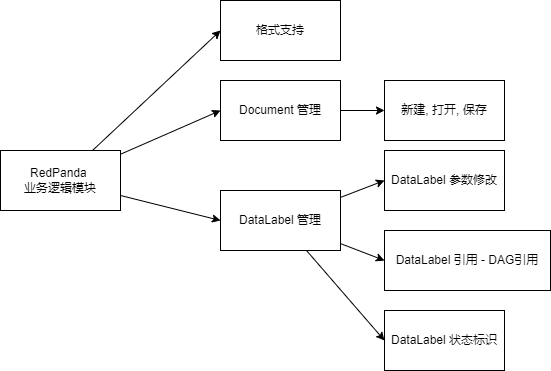 格式支持
Document 管理
新建, 打开, 保存
RedPanda
业务逻辑模块
DataLabel 参数修改
DataLabel 管理
DataLabel 引用 - DAG引用
DataLabel 状态标识